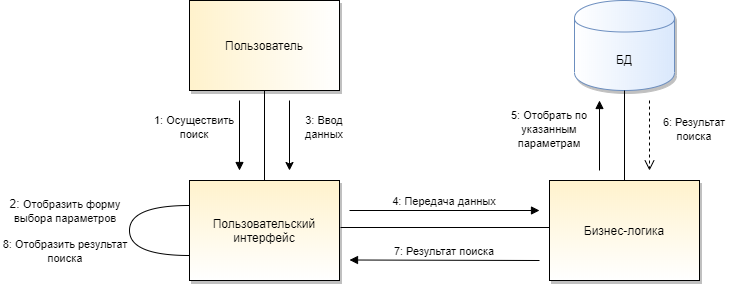 Пользователь
БД
1: Осуществить
поиск
3: Ввод
данных
5: Отобрать по
указанным
параметрам
6: Результат
поиска
2: Отобразить форму
выбора параметров
8: Отобразить результат
поиска
Пользовательский
интерфейс
4: Передача данных
7: Результат поиска
Бизнес-логика